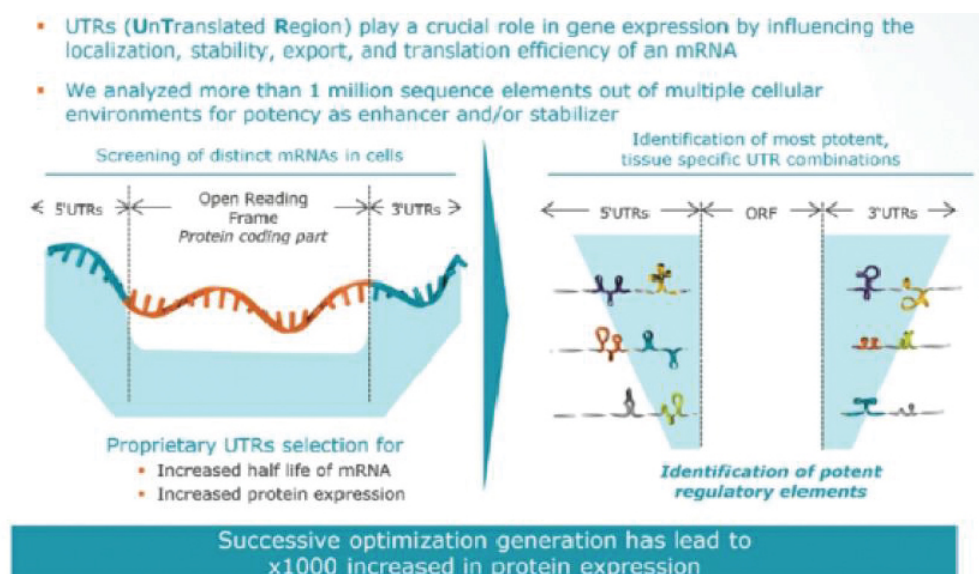 ▪ UTRs (UnTranslated Region) play a crucial role in gene expression by influencing the
localization, stability, export, and translation efficiency of an mRNA
▪ We analyzed more than 1 million sequence elements out of multiple cellular
environments for potency as enhancer and/or stabilizer
Screening of distinct mRNAs in cells
5'UTRs
Open Reading
Frame
Protein coding part
3'UTRs
Proprietary UTRs selection for
▪ Increased half life of mRNA
▪ Increased protein expression
Identification of most ptotent,
tissue specific UTR combinations
5'UTRs
ORF
3'UTRs
Identification of potent
regulatory elements
Successive optimization generation has lead to
x1000 increased in protein expression